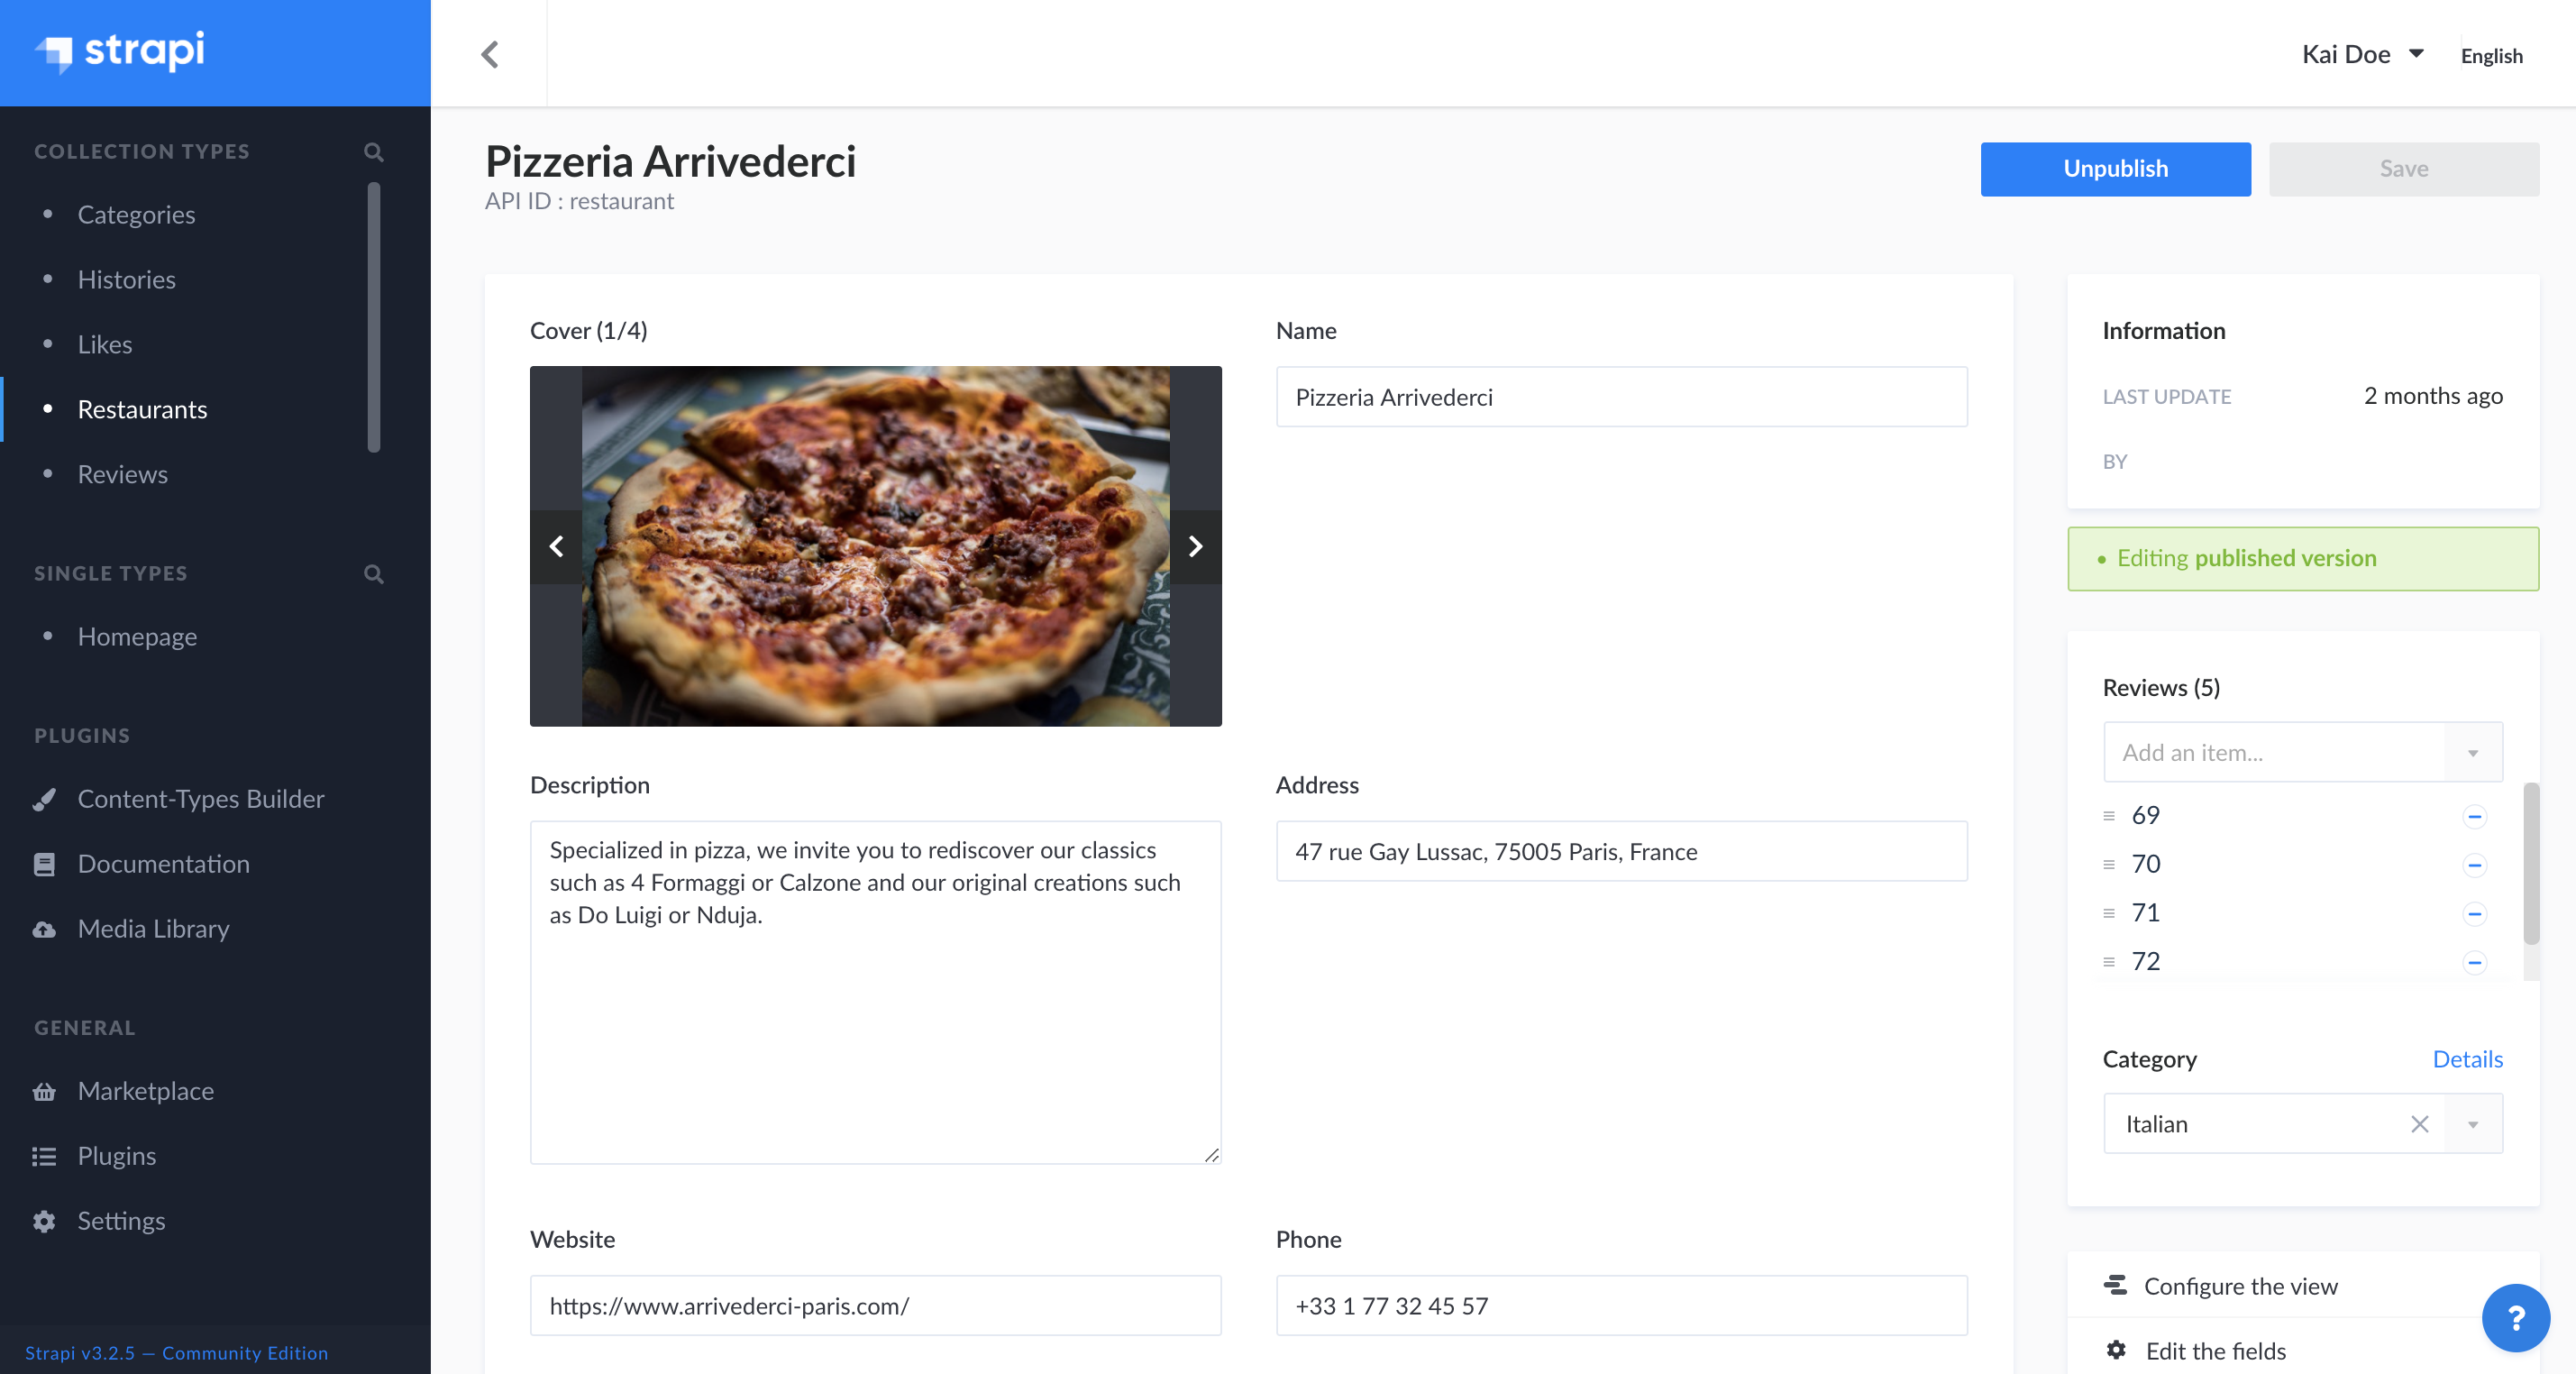 strapi
Kai Doe
English
COLLECTION TYPES
Categories
Histories
Likes
Restaurants
Reviews
SINGLE TYPES
Homepage
PLUGINS
Content-Types Builder
Documentation
Media Library
GENERAL
Marketplace
Plugins
Settings
Strapi v3.2.5 — Community Edition
Pizzeria Arrivederci
API ID : restaurant
Unpublish
Save
Cover (1/4)
Name
Pizzeria Arrivederci
Description
Specialized in pizza, we invite you to rediscover our classics
such as 4 Formaggi or Calzone and our original creations such
as Do Luigi or Nduja.
Address
47 rue Gay Lussac, 75005 Paris, France
Website
https://www.arrivederci-paris.com/
Phone
+33 1 77 32 45 57
Information
LAST UPDATE
2 months ago
BY
• Editing published version
Reviews (5)
Add an item...
69
70
71
72
Category
Details
Italian
Configure the view
Edit the fields
?